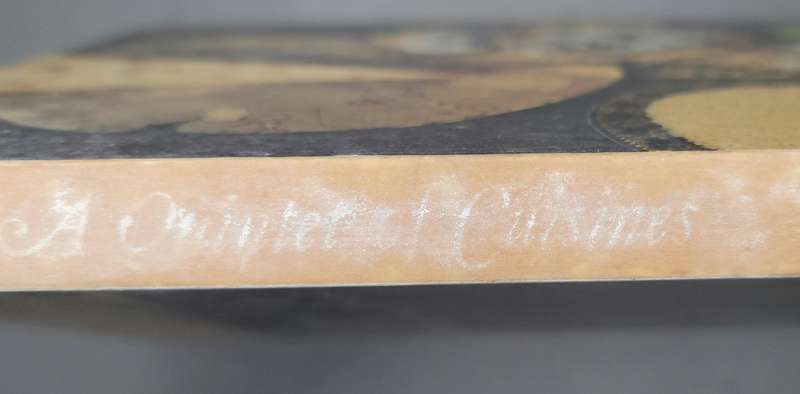 A Quintet of Cuisines